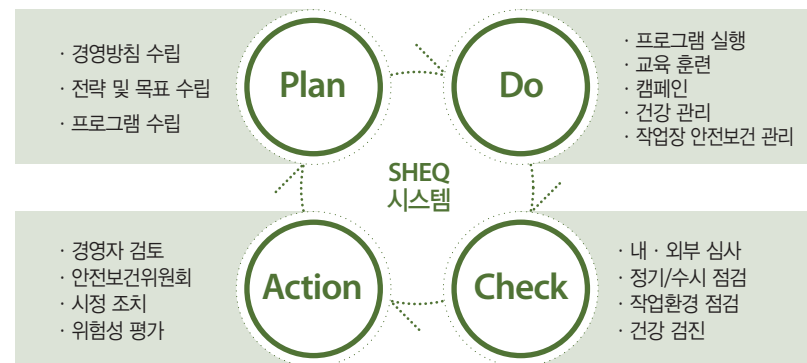 · 경영방침 수립
· 전략 및 목표 수립
· 프로그램 수립
Plan
Do
· 프로그램 실행
· 교육 훈련
· 캠페인
· 건강 관리
· 작업장 안전보건 관리
SHEQ
시스템
· 경영자 검토
· 안전보건위원회
· 시정 조치
· 위험성 평가
Action
Check
· 내 · 외부 심사
· 정기/수시 점검
· 작업환경 점검
· 건강 검진